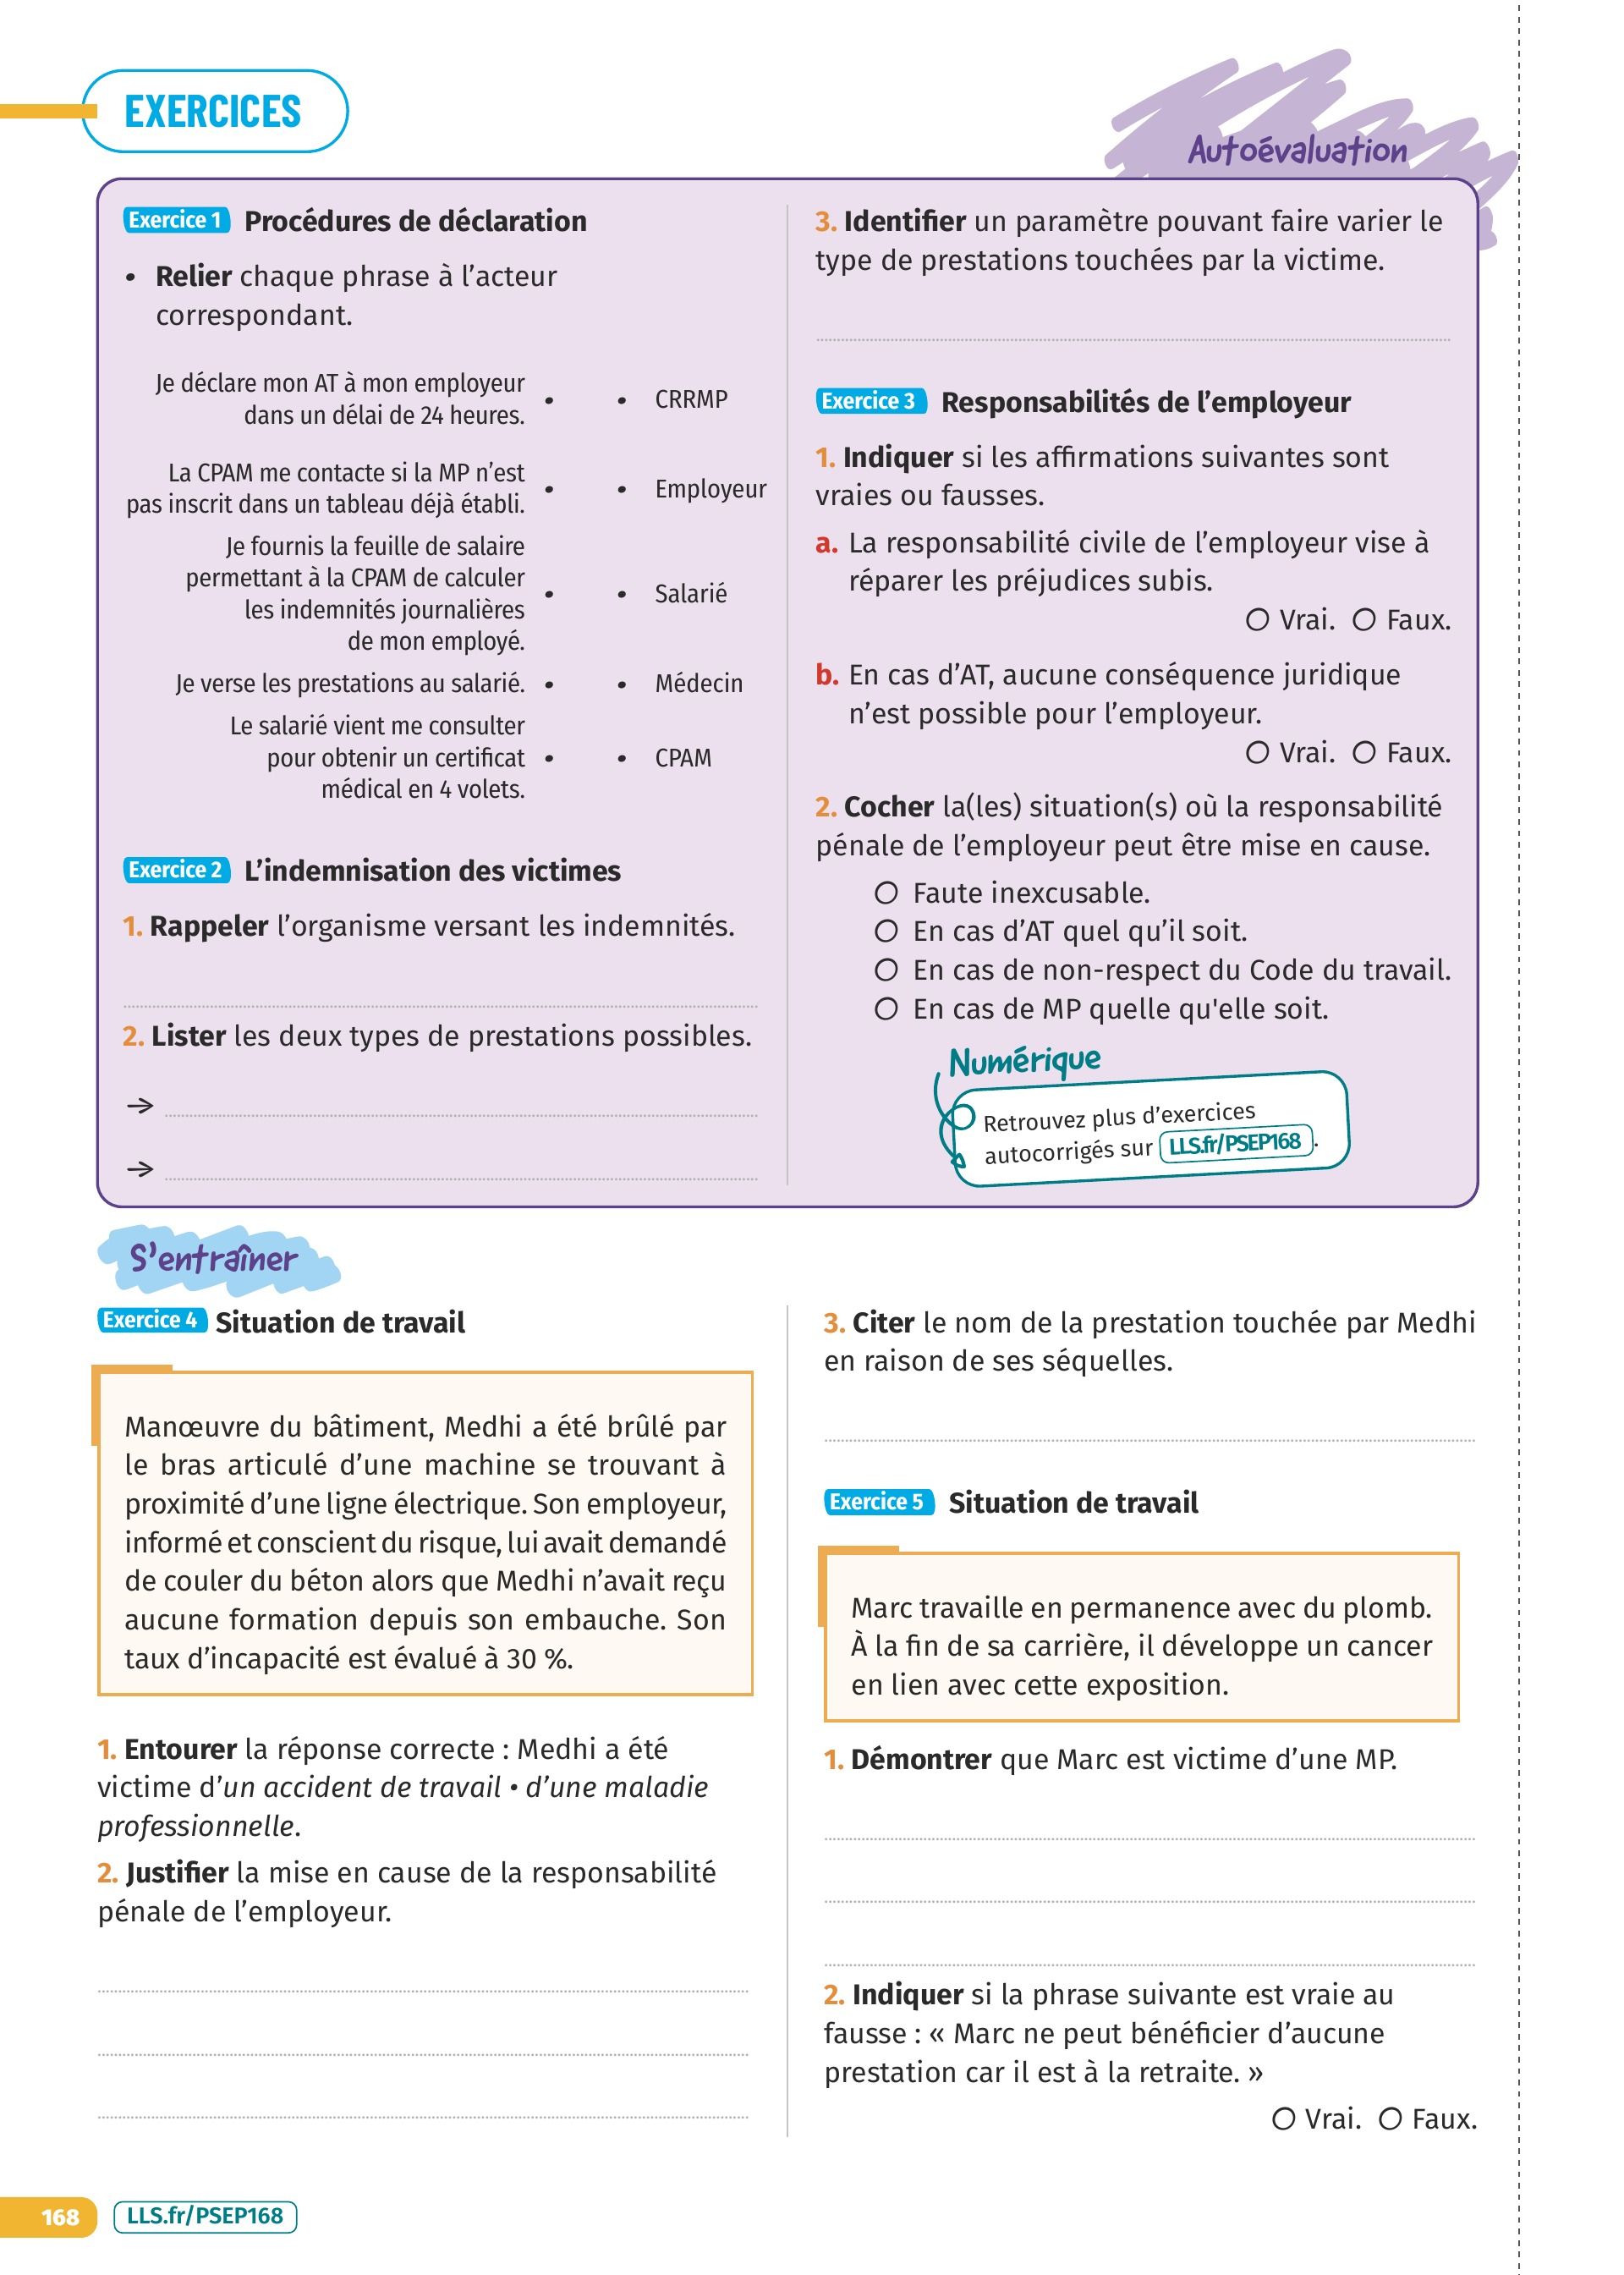 EXERCICES
Autoévaluation
Exercice 1 Procédures de déclaration
• Relier chaque phrase à l’acteur
correspondant.
Je déclare mon AT à mon employeur
dans un délai de 24 heures. • • CRRMP
La CPAM me contacte si la MP n’est
pas inscrit dans un tableau déjà établi. • • Employeur
Je fournis la feuille de salaire
permettant à la CPAM de calculer
les indemnités journalières
de mon employé. • • Salarié
Je verse les prestations au salarié. • • Médecin
Le salarié vient me consulter
pour obtenir un certificat
médical en 4 volets. • • CPAM
Exercice 2 L’indemnisation des victimes
1. Rappeler l’organisme versant les indemnités.
2. Lister les deux types de prestations possibles.
→
→
3. Identifier un paramètre pouvant faire varier le
type de prestations touchées par la victime.
Exercice 3 Responsabilités de l’employeur
1. Indiquer si les affirmations suivantes sont
vraies ou fausses.
a. La responsabilité civile de l’employeur vise à
réparer les préjudices subis.
Vrai. Faux.
b. En cas d’AT, aucune conséquence juridique
n’est possible pour l’employeur.
Vrai. Faux.
2. Cocher la(les) situation(s) où la responsabilité
pénale de l’employeur peut être mise en cause.
Faute inexcusable.
En cas d’AT quel qu’il soit.
En cas de non-respect du Code du travail.
En cas de MP quelle qu'elle soit.
Numérique
Retrouvez plus d’exercices
autocorrigés sur LLS.fr/PSEP168 .
S’entraîner
Exercice 4 Situation de travail
Manœuvre du bâtiment, Medhi a été brûlé par
le bras articulé d’une machine se trouvant à
proximité d’une ligne électrique. Son employeur,
informé et conscient du risque, lui avait demandé
de couler du béton alors que Medhi n’avait reçu
aucune formation depuis son embauche. Son
taux d’incapacité est évalué à 30 %.
1. Entourer la réponse correcte : Medhi a été
victime d’un accident de travail • d’une maladie
professionnelle.
2. Justifier la mise en cause de la responsabilité
pénale de l’employeur.
3. Citer le nom de la prestation touchée par Medhi
en raison de ses séquelles.
Exercice 5 Situation de travail
Marc travaille en permanence avec du plomb.
À la fin de sa carrière, il développe un cancer
en lien avec cette exposition.
1. Démontrer que Marc est victime d’une MP.
2. Indiquer si la phrase suivante est vraie au
fausse : « Marc ne peut bénéficier d’aucune
prestation car il est à la retraite. »
Vrai. Faux.
168 LLS.fr/PSEP168